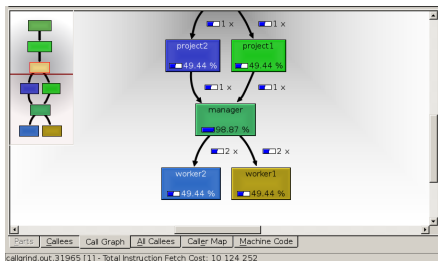 1 x
1 x
project2
49.44 %
project1
49.44 %
1 x
1 x
manager
98.87 %
2 x
2 x
worker2
49.44 %
worker1
49.44 %
Parts Callees Call Graph All Callees Caller Map Machine Code
callgrind.out.31965 [1] - Total Instruction Fetch Cost: 10 124 252